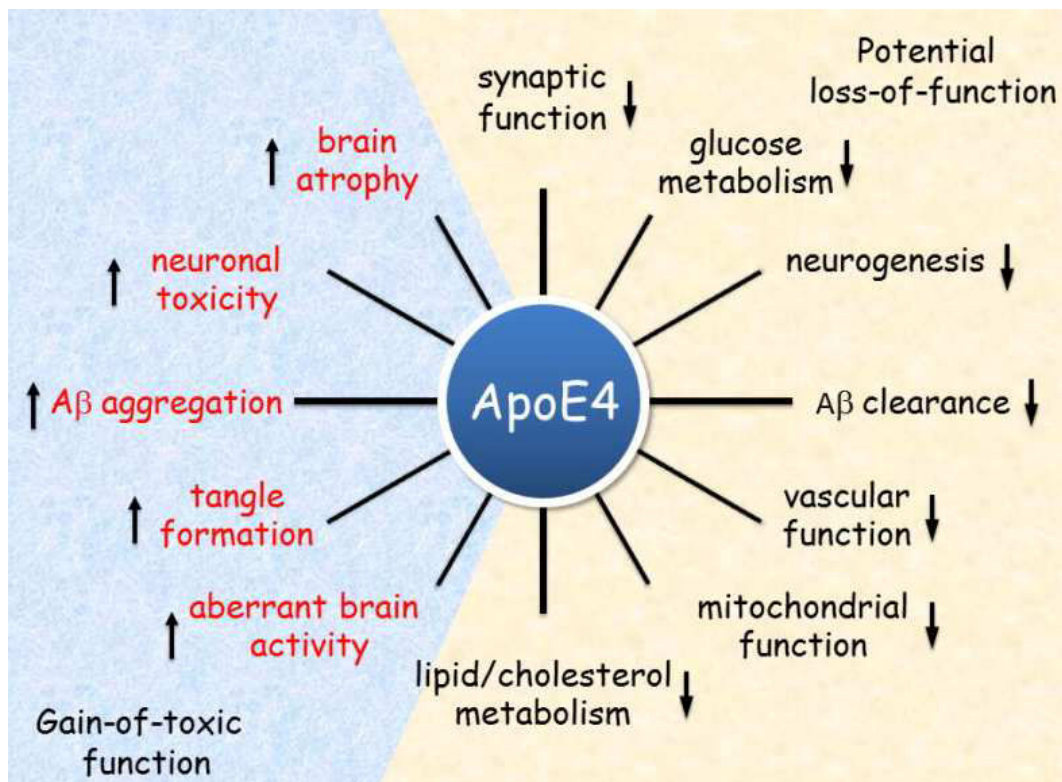 Potential
loss-of-function
synaptic
function ↓
glucose
metabolism ↓
neurogenesis ↓
Aβ clearance ↓
vascular
function ↓
mitochondrial
function ↓
lipid/cholesterol
metabolism ↓
ApoE4
↑ brain
atrophy
↑ neuronal
toxicity
↑ Aβ aggregation
↑ tangle
formation
↑ aberrant brain
activity
Gain-of-toxic
function